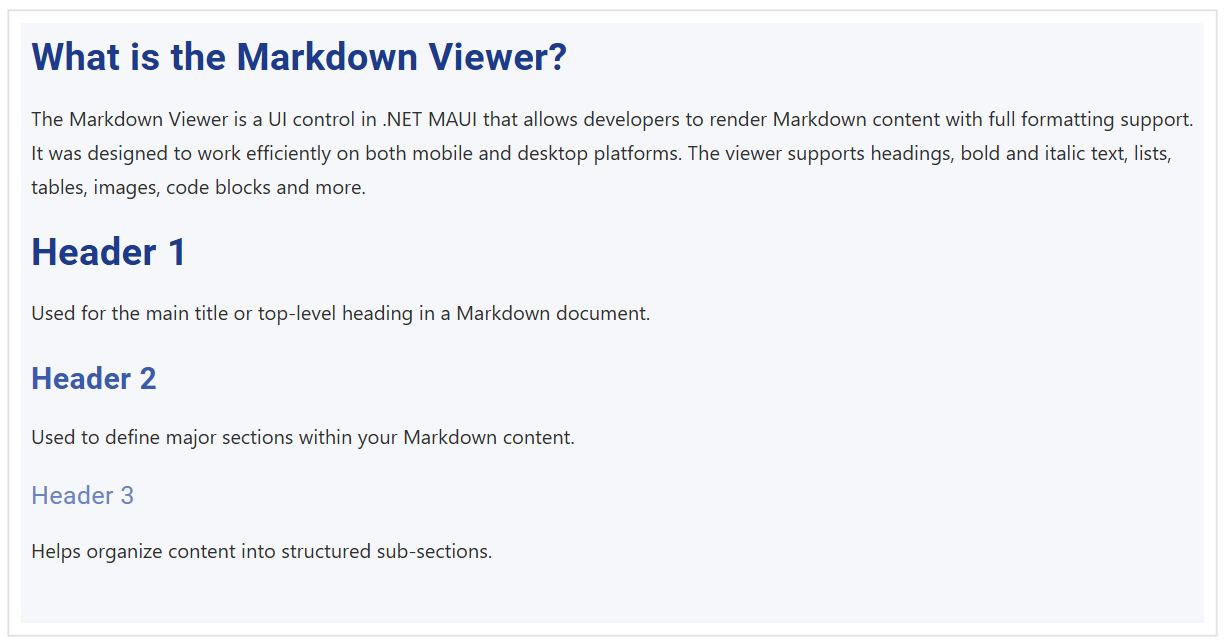 What is the Markdown Viewer?
The Markdown Viewer is a UI control in .NET MAUI that allows developers to render Markdown content with full formatting support.
It was designed to work efficiently on both mobile and desktop platforms. The viewer supports headings, bold and italic text, lists,
tables, images, code blocks and more.
Header 1
Used for the main title or top-level heading in a Markdown document.
Header 2
Used to define major sections within your Markdown content.
Header 3
Helps organize content into structured sub-sections.